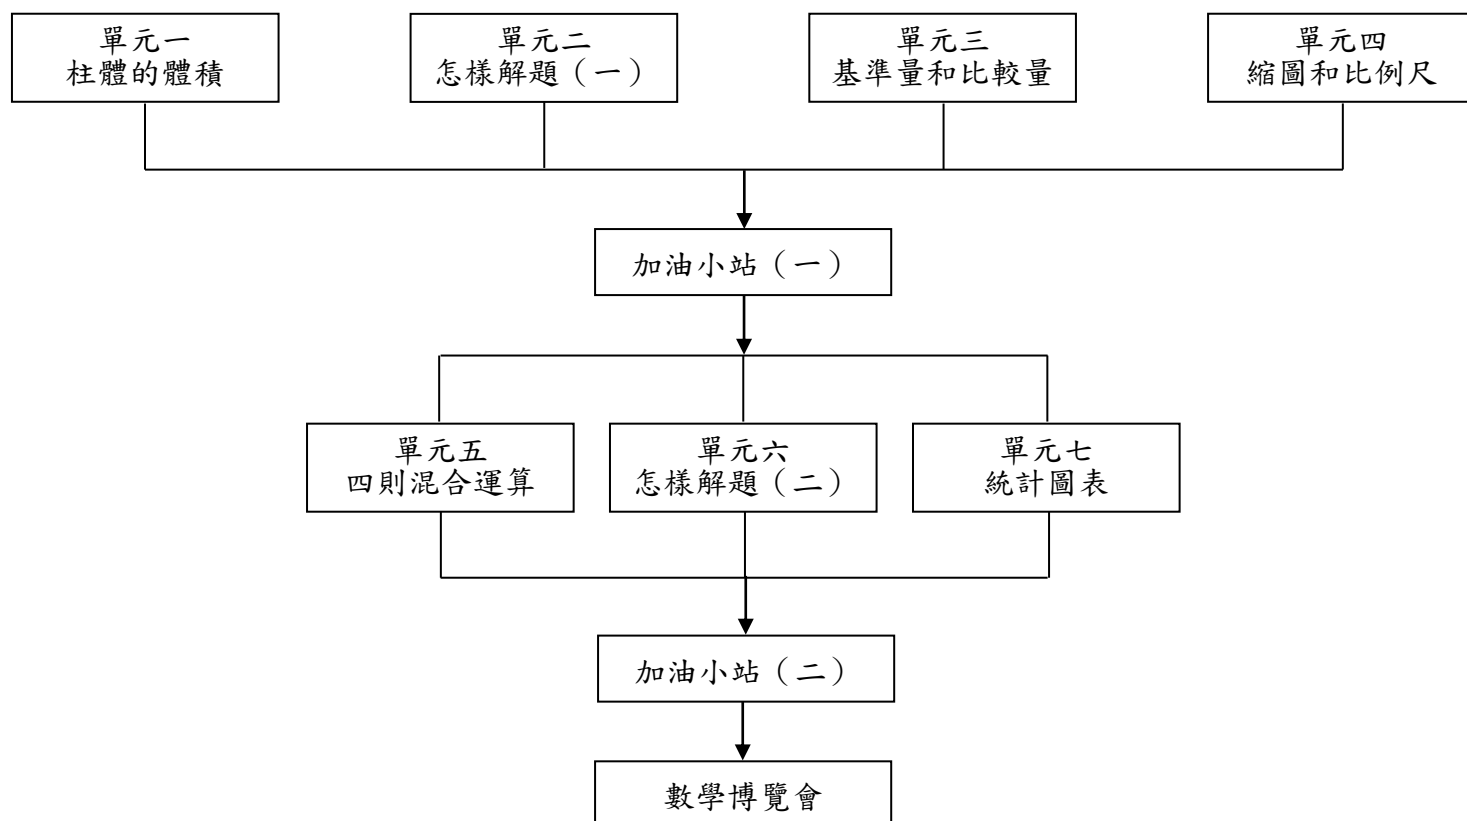 單元一
柱體的體積
單元二
怎樣解題（一）
單元三
基準量和比較量
單元四
縮圖和比例尺
加油小站（一）
單元五
四則混合運算
單元六
怎樣解題（二）
單元七
統計圖表
加油小站（二）
數學博覽會